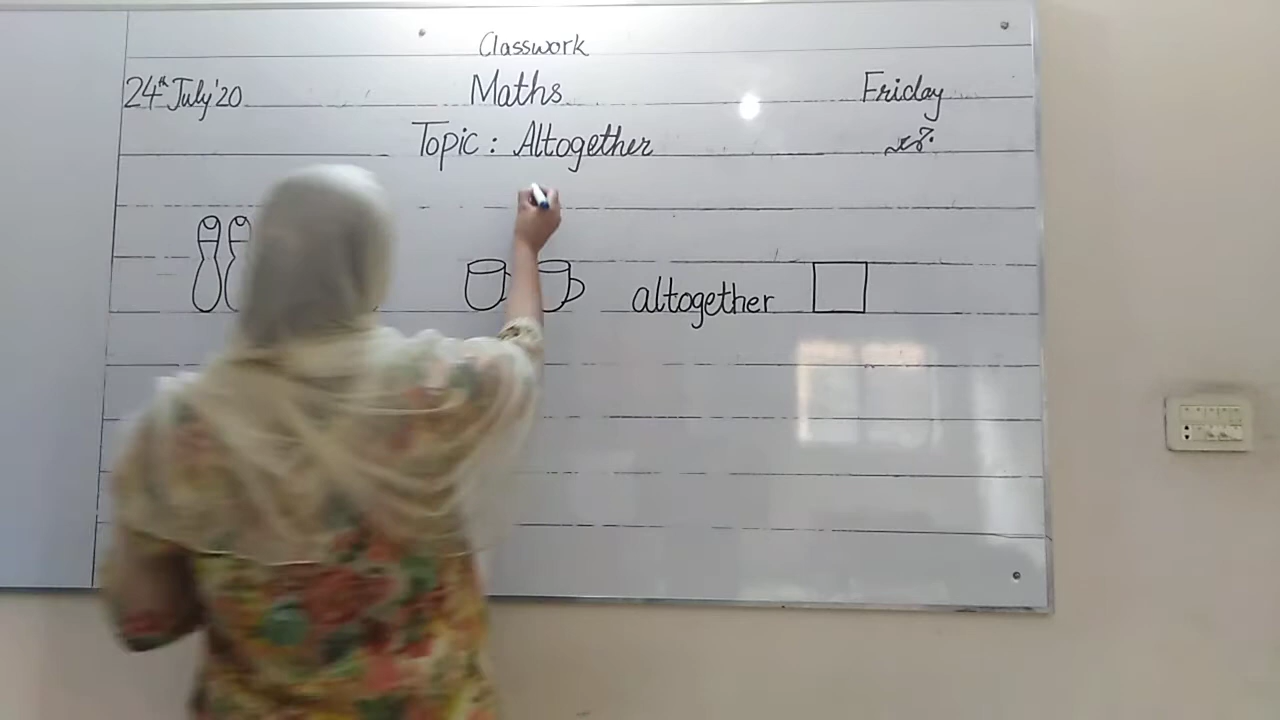 Classwork
24th July'20 Maths Friday
Topic : Altogether
altogether